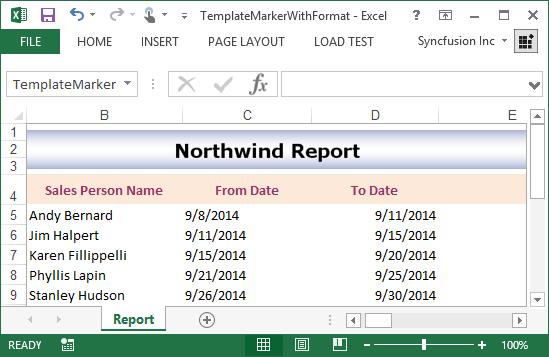 TemplateMarkerWithFormat - Excel
FILE HOME INSERT PAGE LAYOUT LOAD TEST Syncfusion Inc
TemplateMarker fx
B C D E
1
2 Northwind Report
3
4 Sales Person Name From Date To Date
5 Andy Bernard 9/8/2014 9/11/2014
6 Jim Halpert 9/11/2014 9/15/2014
7 Karen Fillippelli 9/15/2014 9/20/2014
8 Phyllis Lapin 9/21/2014 9/25/2014
9 Stanley Hudson 9/26/2014 9/30/2014
Report
READY 100%